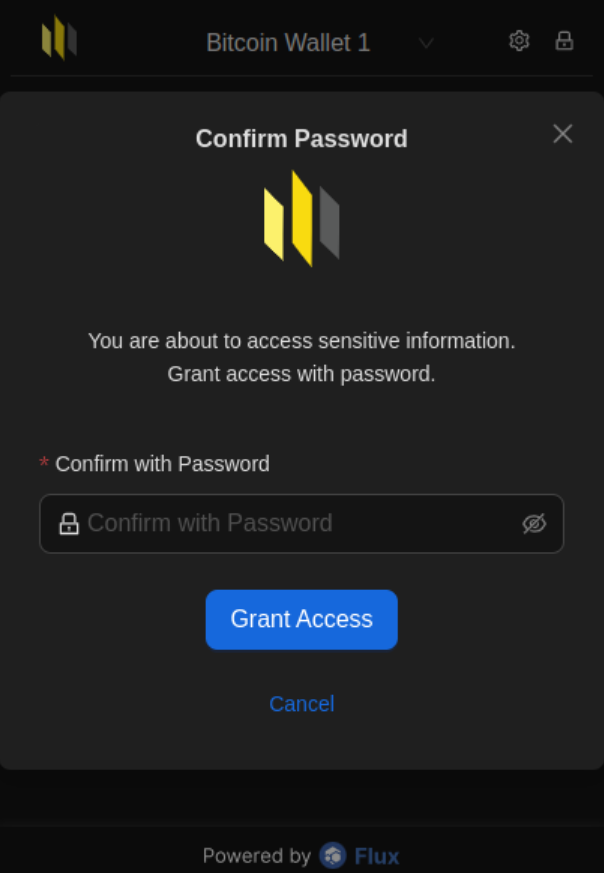 Bitcoin Wallet 1
Confirm Password
You are about to access sensitive information.
Grant access with password.
* Confirm with Password
Confirm with Password
Grant Access
Cancel
Powered by Flux